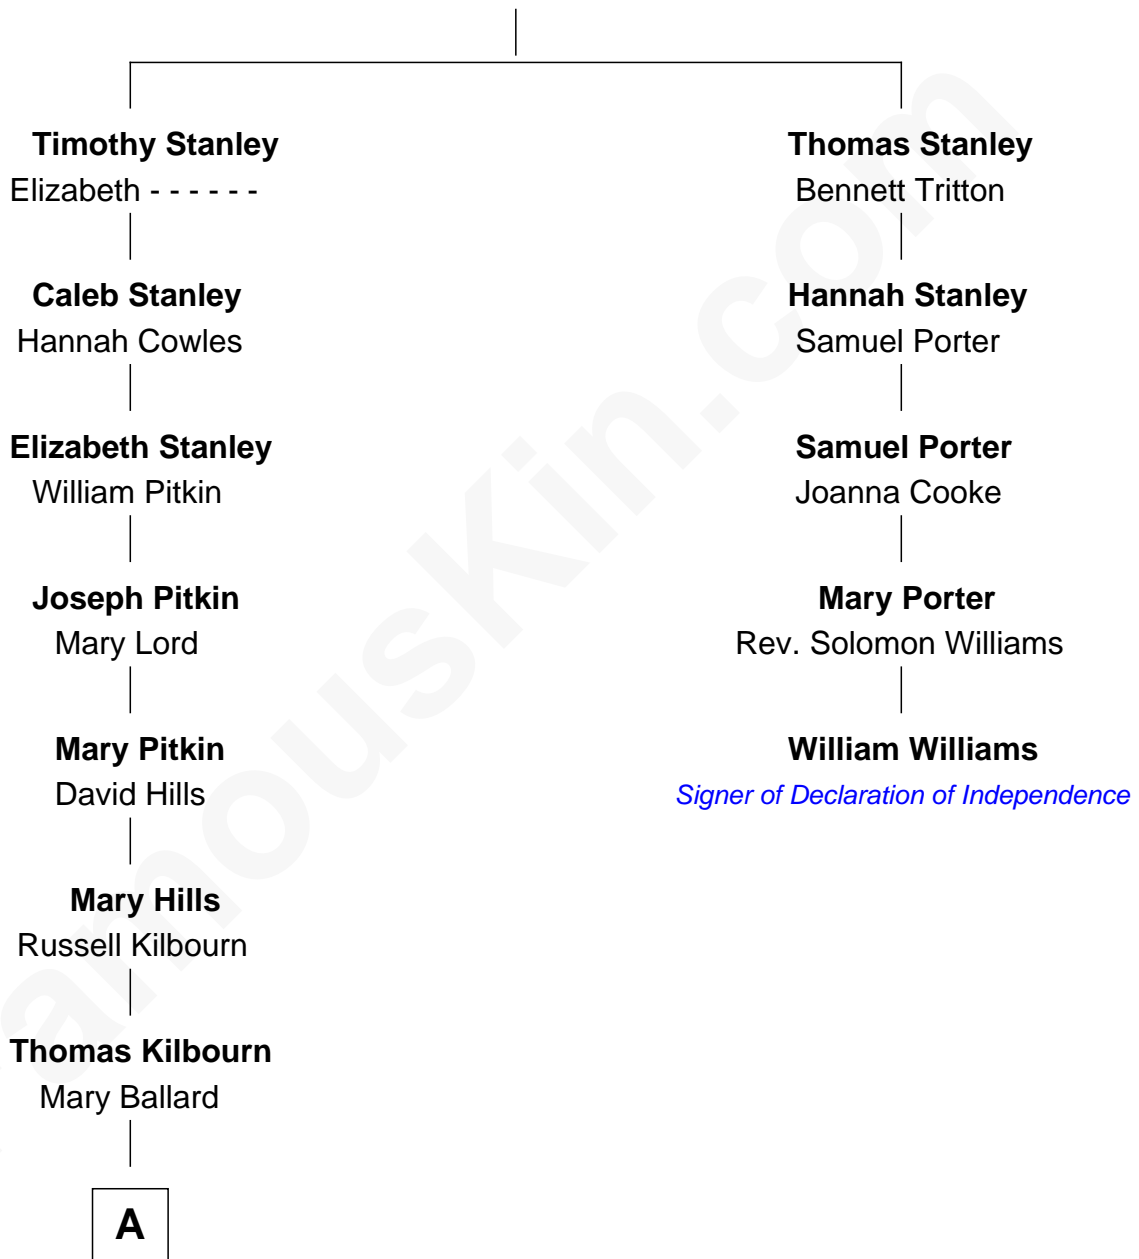 Timothy Stanley
Elizabeth - - - - - -
Caleb Stanley
Hannah Cowles
Elizabeth Stanley
William Pitkin
Joseph Pitkin
Mary Lord
Mary Pitkin
David Hills
Mary Hills
Russell Kilbourn
Thomas Kilbourn
Mary Ballard
A
Thomas Stanley
Bennett Tritton
Hannah Stanley
Samuel Porter
Samuel Porter
Joanna Cooke
Mary Porter
Rev. Solomon Williams
William Williams
Signer of Declaration of Independence
amousKin.com